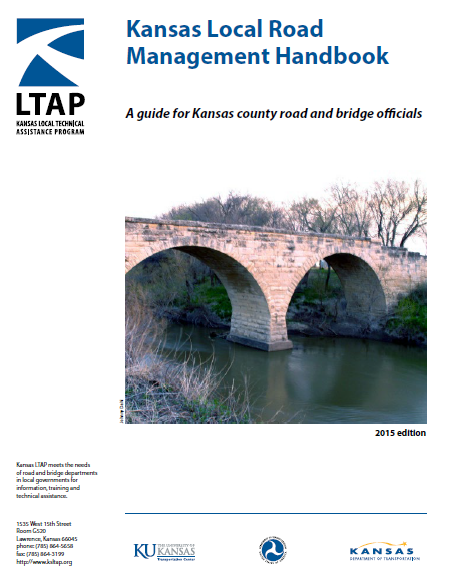 Kansas Local Road
Management Handbook
LTAP
KANSAS LOCAL TECHNICAL
ASSISTANCE PROGRAM
A guide for Kansas county road and bridge officials
2015 edition
Kansas LTAP meets the needs
of road and bridge departments
in local governments for
information, training and
technical assistance.
1535 West 15th Street
Room G520
Lawrence, Kansas 66045
phone: (785) 864-5658
fax: (785) 864-3199
http://www.ksltap.org
KU THE UNIVERSITY OF
KANSAS
Transportation Center
KANSAS
DEPARTMENT OF TRANSPORTATION